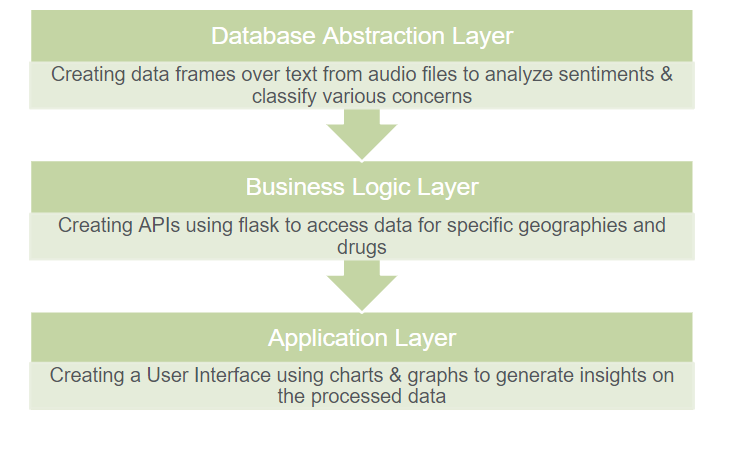 Database Abstraction Layer
Creating data frames over text from audio files to analyze sentiments &
classify various concerns
Business Logic Layer
Creating APIs using flask to access data for specific geographies and
drugs
Application Layer
Creating a User Interface using charts & graphs to generate insights on
the processed data